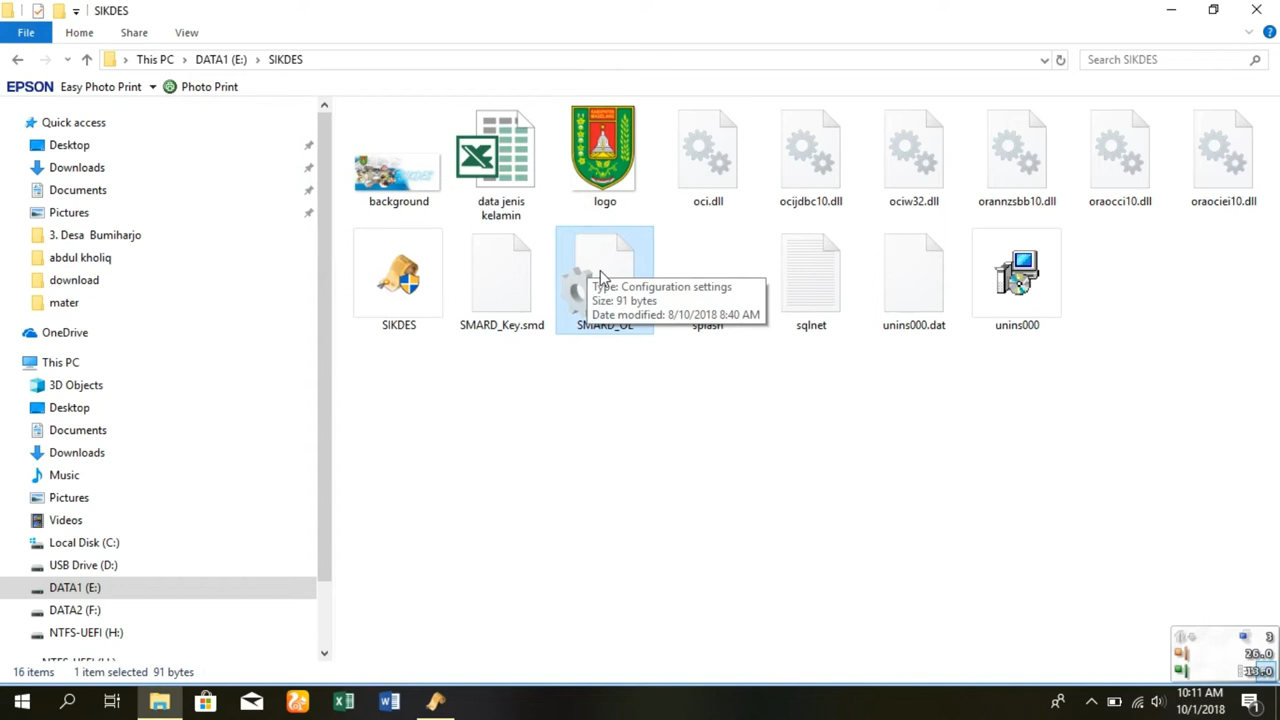 SIKDES
File Home Share View
This PC DATA1 (E:) SIKDES
Search SIKDES
EPSON Easy Photo Print Photo Print
Quick access
Desktop
Downloads
Documents
Pictures
3. Desa Bumiharjo
abdul kholiq
download
mater
OneDrive
This PC
3D Objects
Desktop
Documents
Downloads
Music
Pictures
Videos
Local Disk (C:)
USB Drive (D:)
DATA1 (E:)
DATA2 (F:)
NTFS-UEFI (H:)
background
data jenis
kelamin
logo
oci.dll
ocijdbc10.dll
ociw32.dll
orannzsbb10.dll
oraocci10.dll
oraociei10.dll
SIKDES
SMARD_Key.smd
Type: Configuration settings
Size: 91 bytes
Date modified: 8/10/2018 8:40 AM
splash
sqlnet
unins000.dat
unins000
16 items 1 item selected 91 bytes
3
26.0
13.0
10:11 AM
10/1/2018